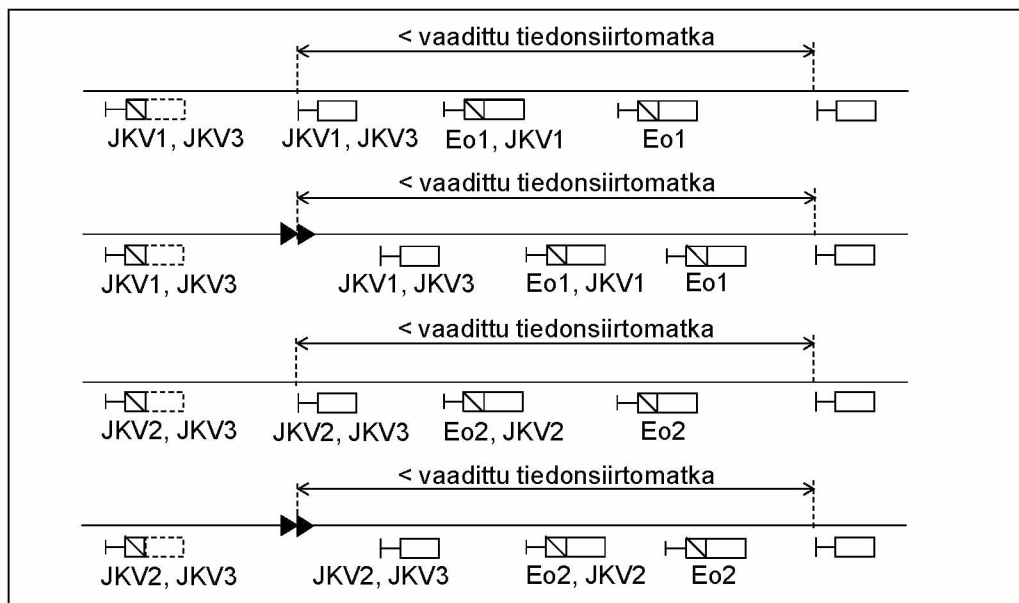 < vaadittu tiedonsiirtomatka
JKV1, JKV3 JKV1, JKV3 Eo1, JKV1 Eo1
< vaadittu tiedonsiirtomatka
JKV1, JKV3 JKV1, JKV3 Eo1, JKV1 Eo1
< vaadittu tiedonsiirtomatka
JKV2, JKV3 JKV2, JKV3 Eo2, JKV2 Eo2
< vaadittu tiedonsiirtomatka
JKV2, JKV3 JKV2, JKV3 Eo2, JKV2 Eo2